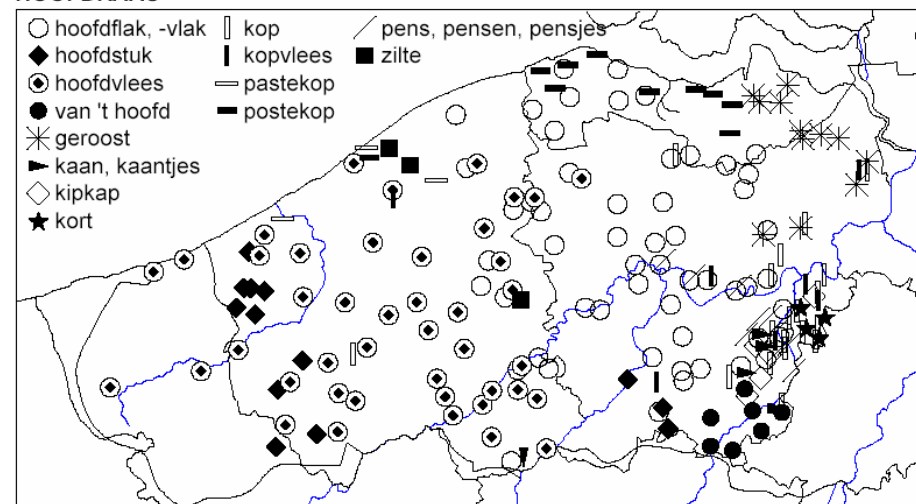 hoofdflak, -vlak
hoofdstuk
hoofdvlees
van 't hoofd
geroost
kaan, kaantjes
kipkap
kort
kop
kopvlees
pastekop
postekop
pens, pensen, pensjes
zilte